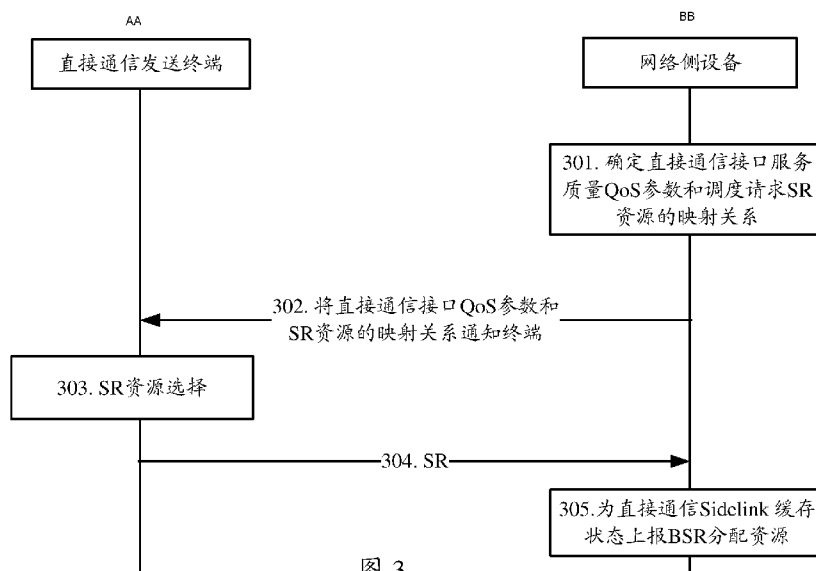 AA
BB
直接通信发送终端
网络侧设备
301. 确定直接通信接口服务
质量QoS参数和调度请求SR
资源的映射关系
302. 将直接通信接口QoS参数和
SR资源的映射关系通知终端
303. SR资源选择
304. SR
305.为直接通信Sidelink 缓存
状态上报BSR分配资源
图 3